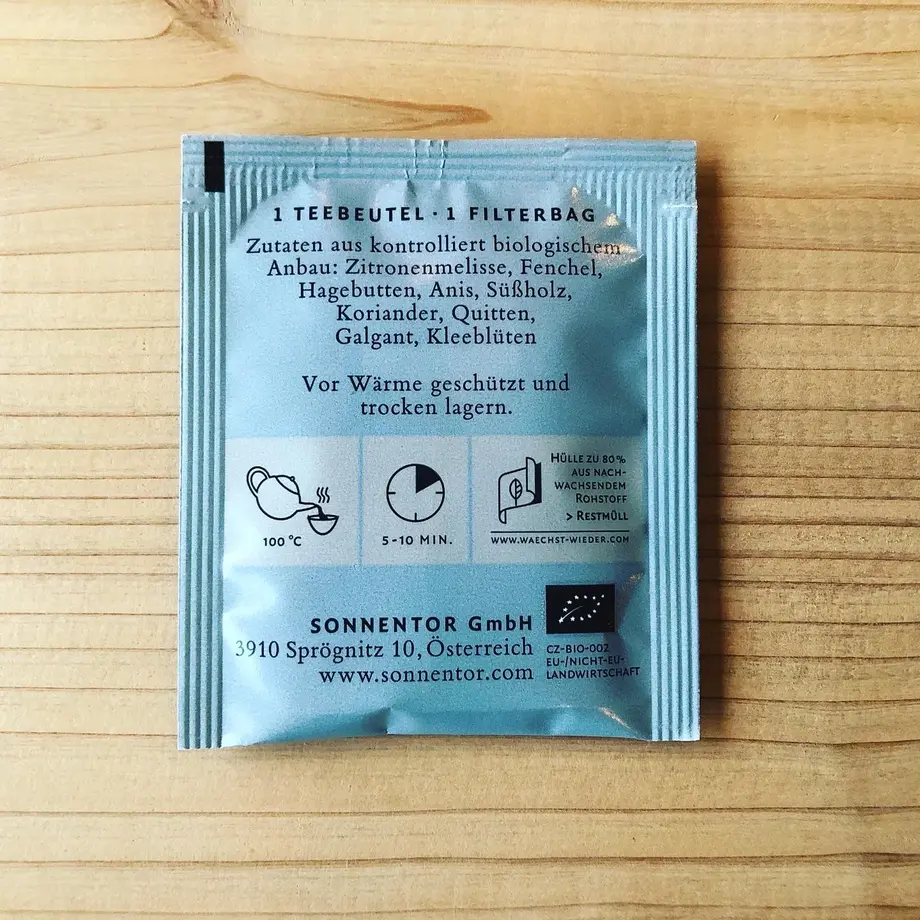 1 TEEBEUTEL · 1 FILTERBAG
Zutaten aus kontrolliert biologischem
Anbau: Zitronenmelisse, Fenchel,
Hagebutten, Anis, Süßholz,
Koriander, Quitten,
Galgant, Kleeblüten
Vor Wärme geschützt und
trocken lagern.
100 °C
5-10 MIN.
HÜLLE ZU 80%
AUS NACH-
WACHSENDEM
ROHSTOFF
> RESTMÜLL
WWW.WAECHST-WIEDER.COM
SONNENTOR GmbH
3910 Sprögnitz 10, Österreich
www.sonnentor.com
CZ-BIO-002
EU-/NICHT-EU-
LANDWIRTSCHAFT